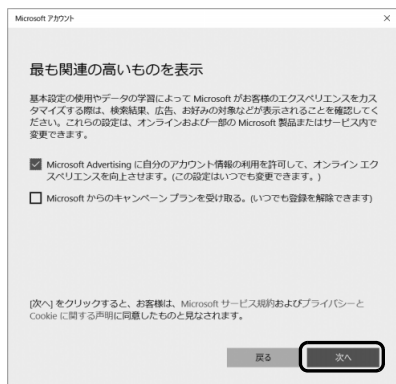 Microsoft アカウント
最も関連の高いものを表示
基本設定の使用やデータの学習によって Microsoft がお客様のエクスペリエンスをカス
タマイズする際は、検索結果、広告、お好みの対象などが表示されることを確認してく
ださい。これらの設定は、オンラインおよび一部の Microsoft 製品またはサービス内で
変更できます。
Microsoft Advertising に自分のアカウント情報の利用を許可して、オンライン エク
スペリエンスを向上させます。(この設定はいつでも変更できます。)
Microsoft からのキャンペーン プランを受け取る。(いつでも登録を解除できます)
[次へ] をクリックすると、お客様は、Microsoft サービス規約およびプライバシーと
Cookie に関する声明に同意したものと見なされます。
戻る
次へ